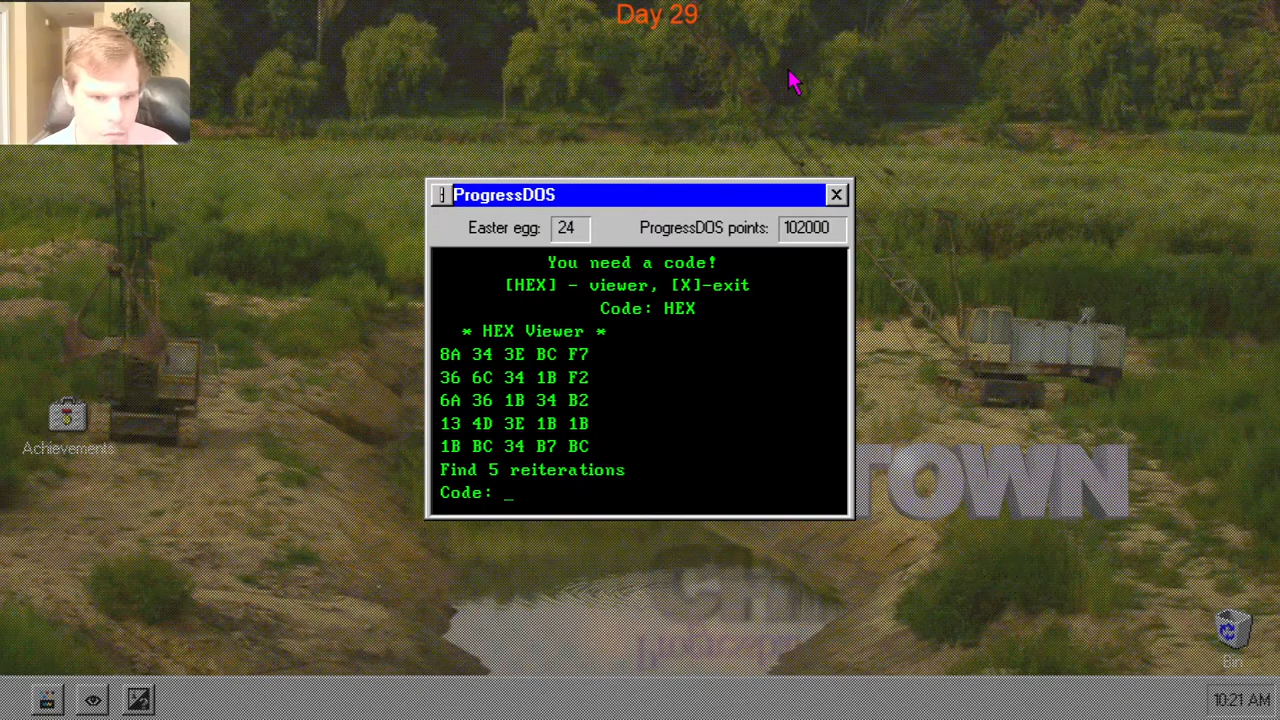 Day 29
ProgressDOS
Easter egg: 24 ProgressDOS points: 102000
You need a code!
[HEX] - viewer, [X]-exit
Code: HEX
* HEX Viewer *
8A 34 3E BC F7
36 6C 34 1B F2
6A 36 1B 34 B2
13 4D 3E 1B 1B
1B BC 34 B7 BC
Find 5 reiterations
Code: _
Achievements
TOWN
Bin
10:21 AM